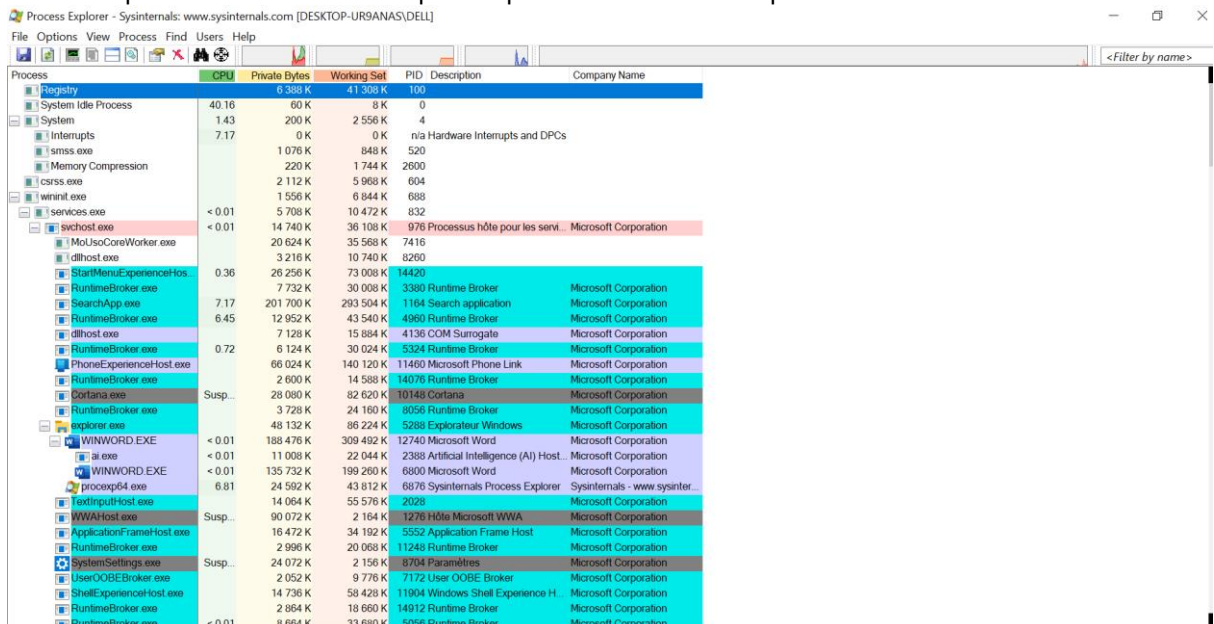 Process Explorer - Sysinternals: www.sysinternals.com [DESKTOP-UR9ANAS\DELL]
File Options View Process Find Users Help
<Filter by name>
Process CPU Private Bytes Working Set PID Description Company Name
Registry 6 388 K 41 308 K 100
System Idle Process 40.16 60 K 8 K 0
System 1.43 200 K 2 556 K 4
Interrupts 7.17 0 K 0 K n/a Hardware Interrupts and DPCs
smss.exe 1 076 K 848 K 520
Memory Compression 220 K 1 744 K 2600
csrss.exe 2 112 K 5 968 K 604
wininit.exe 1 556 K 6 844 K 688
services.exe < 0.01 5 708 K 10 472 K 832
svchost.exe < 0.01 14 740 K 36 108 K 976 Processus hôte pour les servi... Microsoft Corporation
MoUsoCoreWorker.exe 20 624 K 35 568 K 7416
dllhost.exe 3 216 K 10 740 K 8260
StartMenuExperienceHos... 0.36 26 256 K 73 008 K 14420
RuntimeBroker.exe 7 732 K 30 008 K 3380 Runtime Broker Microsoft Corporation
SearchApp.exe 7.17 201 700 K 293 504 K 1164 Search application Microsoft Corporation
RuntimeBroker.exe 6.45 12 952 K 43 540 K 4960 Runtime Broker Microsoft Corporation
dllhost.exe 7 128 K 15 884 K 4136 COM Surrogate Microsoft Corporation
RuntimeBroker.exe 0.72 6 124 K 30 024 K 5324 Runtime Broker Microsoft Corporation
PhoneExperienceHost.exe 66 024 K 140 120 K 11460 Microsoft Phone Link Microsoft Corporation
RuntimeBroker.exe 2 600 K 14 588 K 14076 Runtime Broker Microsoft Corporation
Cortana.exe Susp... 28 080 K 82 620 K 10148 Cortana Microsoft Corporation
RuntimeBroker.exe 3 728 K 24 160 K 8056 Runtime Broker Microsoft Corporation
explorer.exe 48 132 K 86 224 K 5288 Explorateur Windows Microsoft Corporation
WINWORD.EXE < 0.01 188 476 K 309 492 K 12740 Microsoft Word Microsoft Corporation
ai.exe < 0.01 11 008 K 22 044 K 2388 Artificial Intelligence (AI) Host... Microsoft Corporation
WINWORD.EXE < 0.01 135 732 K 199 260 K 6800 Microsoft Word Microsoft Corporation
procexp64.exe 6.81 24 592 K 43 812 K 6876 Sysinternals Process Explorer Sysinternals - www.sysinter...
TextInputHost.exe 14 064 K 55 576 K 2028 Microsoft Corporation
WWAHost.exe Susp... 90 072 K 2 164 K 1276 Hôte Microsoft WWA Microsoft Corporation
ApplicationFrameHost.exe 16 472 K 34 192 K 5552 Application Frame Host Microsoft Corporation
RuntimeBroker.exe 2 996 K 20 068 K 11248 Runtime Broker Microsoft Corporation
SystemSettings.exe Susp... 24 072 K 2 156 K 8704 Paramètres Microsoft Corporation
UserOOBEBroker.exe 2 052 K 9 776 K 7172 User OOBE Broker Microsoft Corporation
ShellExperienceHost.exe 14 736 K 58 428 K 11904 Windows Shell Experience H... Microsoft Corporation
RuntimeBroker.exe 2 864 K 18 660 K 14912 Runtime Broker Microsoft Corporation
RuntimeBroker.exe < 0.01 8 664 K 33 680 K 5056 Runtime Broker Microsoft Corporation